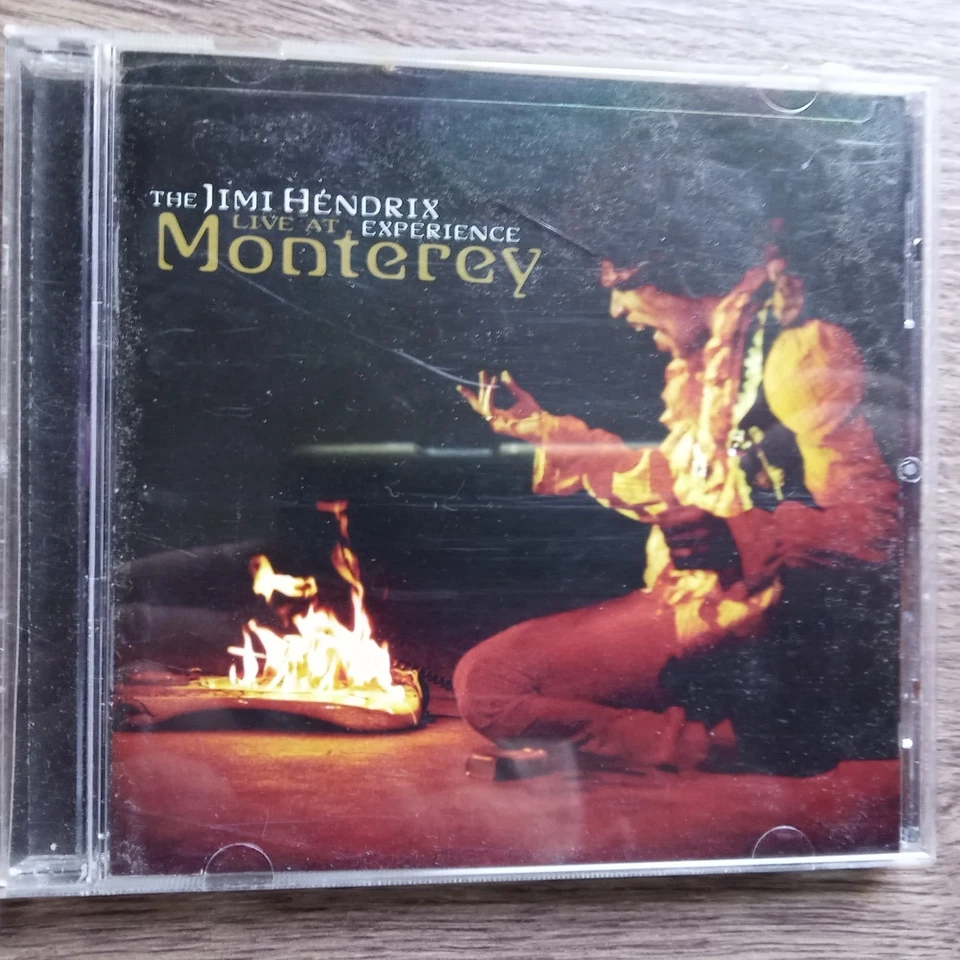 THE JIMI HENDRIX
EXPERIENCE
LIVE AT
Monterey